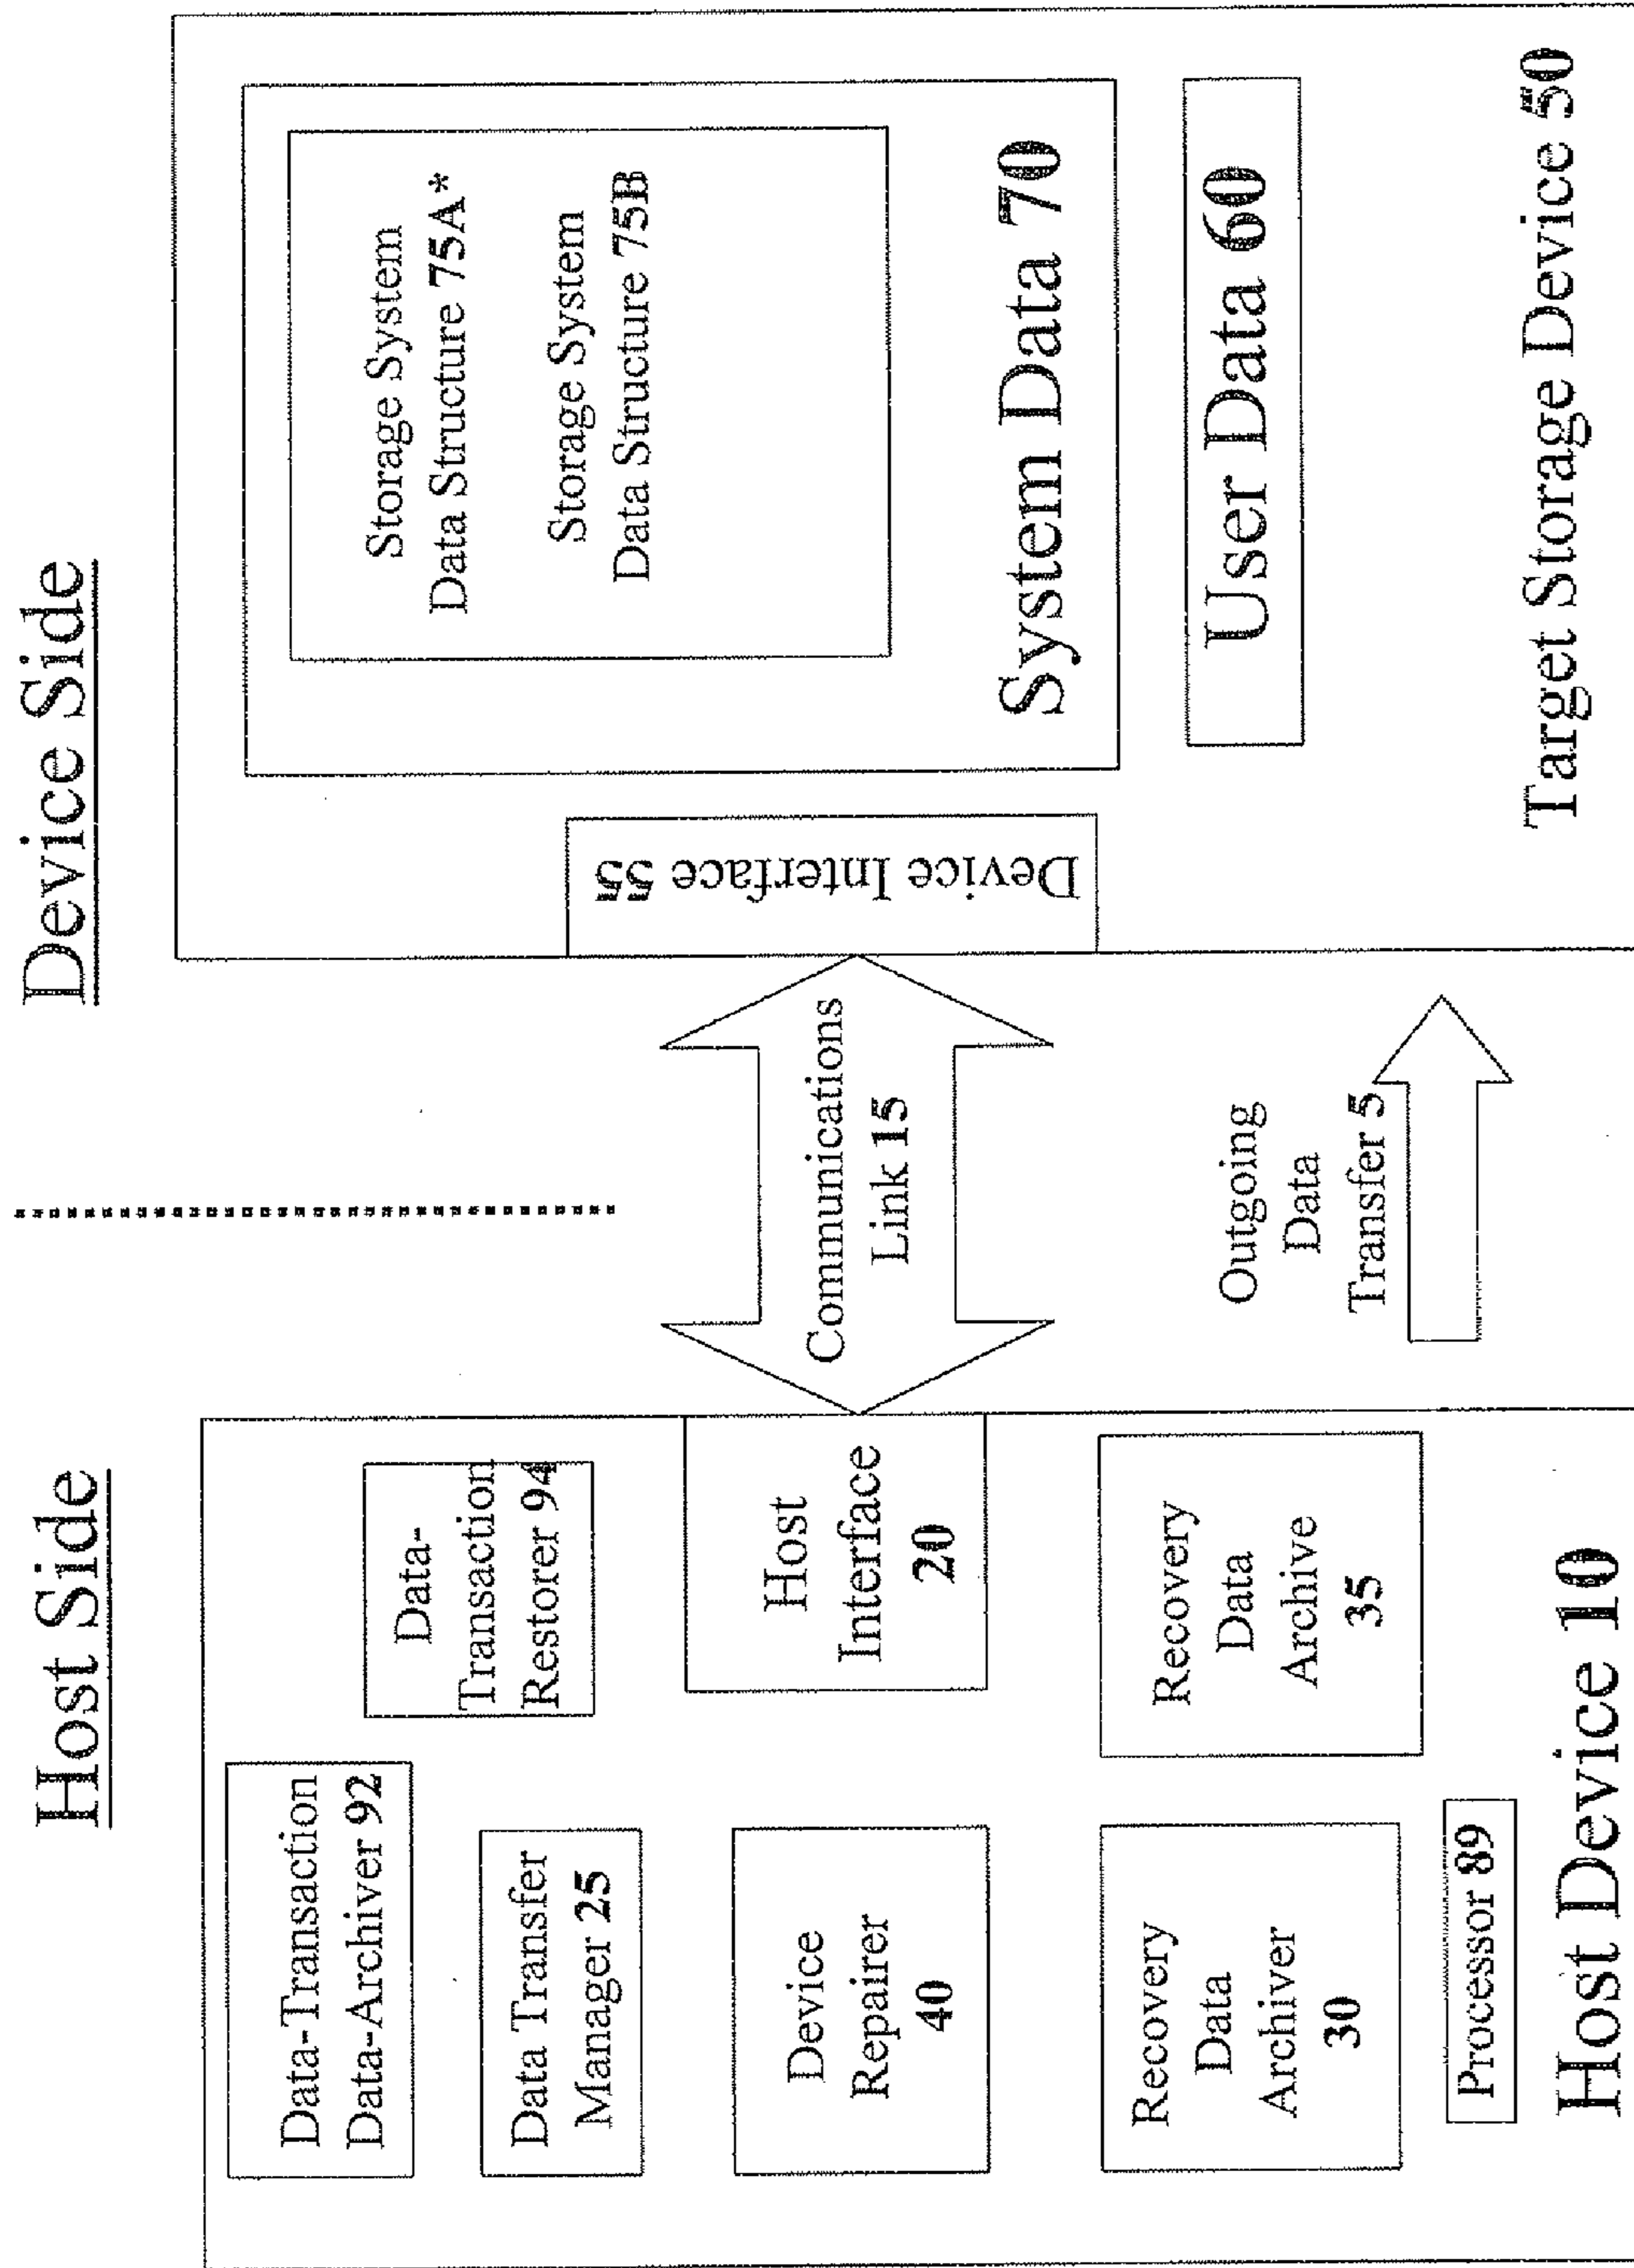 Host Side
Data-Transaction
Data-Archiver 92
Data-
Transaction
Restorer 94
Data Transfer
Manager 25
Device
Repairer
40
Host
Interface
20
Recovery
Data
Archiver
30
Recovery
Data
Archive
35
Processor 89
Host Device 10
Communications
Link 15
Outgoing
Data
Transfer 5
Device Side
Device Interface 55
Storage System
Data Structure 75A*
Storage System
Data Structure 75B
System Data 70
User Data 60
Target Storage Device 50